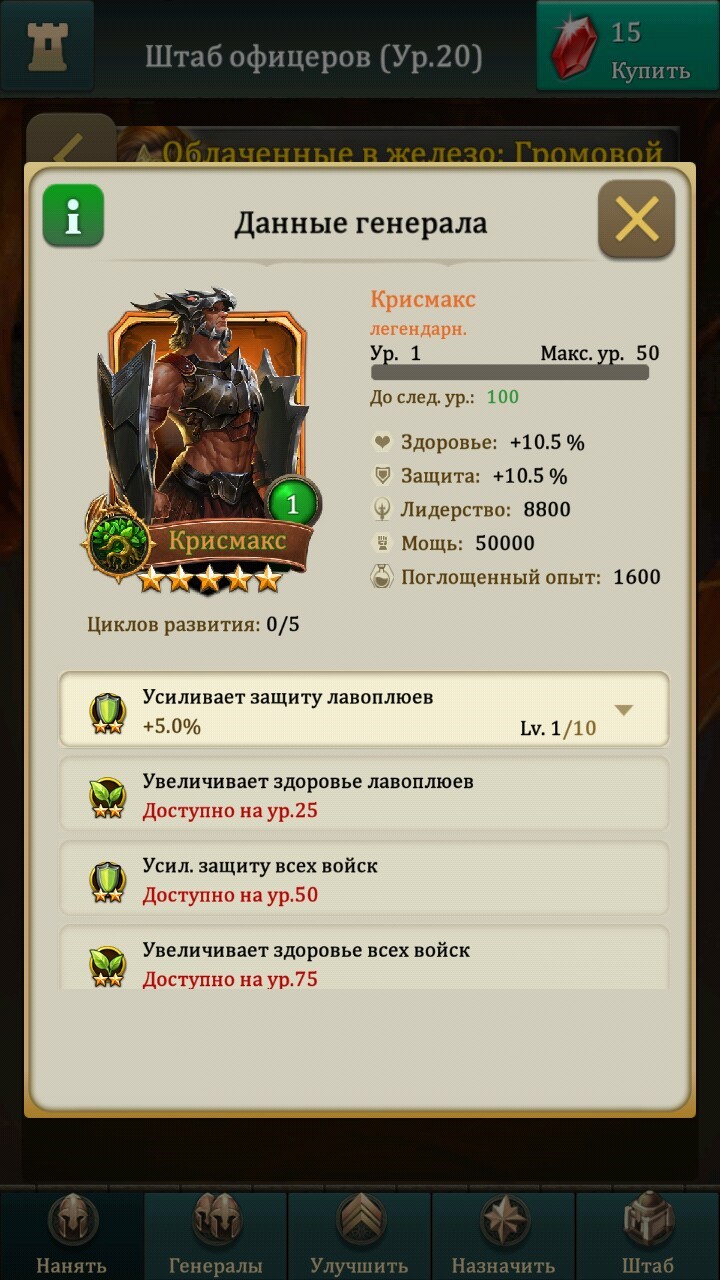 Штаб офицеров (Ур.20)
15
Купить
Облаченные в железо: Громовой
i
Данные генерала
Крисмакс
легендарн.
Ур. 1 Макс. ур. 50
До след. ур.: 100
Здоровье: +10.5 %
Защита: +10.5 %
Лидерство: 8800
Мощь: 50000
Поглощенный опыт: 1600
1
Крисмакс
Циклов развития: 0/5
Усиливает защиту лавоплюев
+5.0% Lv. 1/10
Увеличивает здоровье лавоплюев
Доступно на ур.25
Усил. защиту всех войск
Доступно на ур.50
Увеличивает здоровье всех войск
Доступно на ур.75
Нанять Генералы Улучшить Назначить Штаб